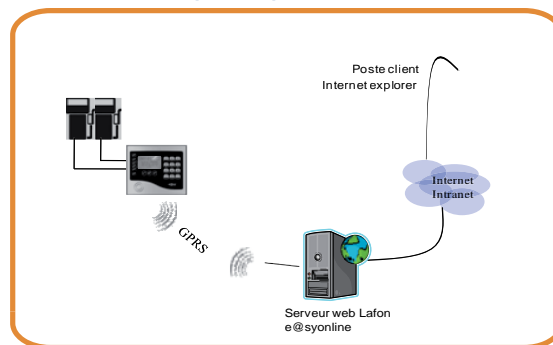 Poste client
Internet explorer
Internet
Intranet
GPRS
Serveur web Lafon
e@syonline